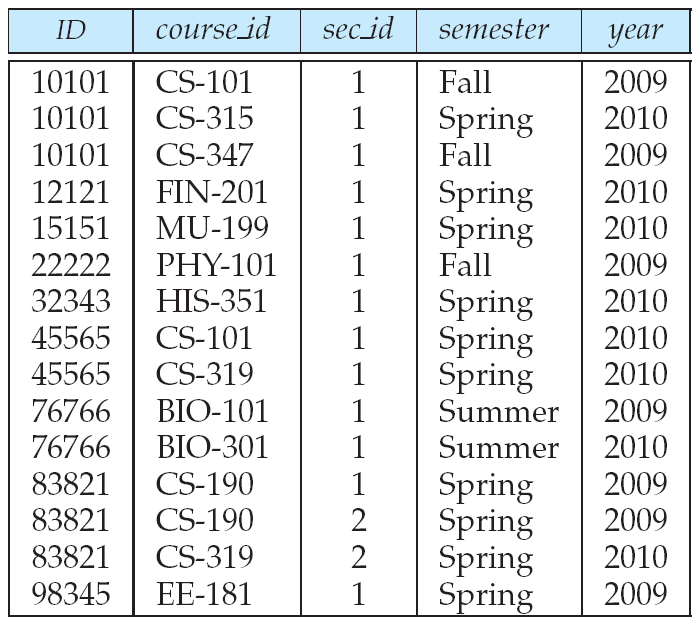 ID course_id sec_id semester year
10101 CS-101 1 Fall 2009
10101 CS-315 1 Spring 2010
10101 CS-347 1 Fall 2009
12121 FIN-201 1 Spring 2010
15151 MU-199 1 Spring 2010
22222 PHY-101 1 Fall 2009
32343 HIS-351 1 Spring 2010
45565 CS-101 1 Spring 2010
45565 CS-319 1 Spring 2010
76766 BIO-101 1 Summer 2009
76766 BIO-301 1 Summer 2010
83821 CS-190 1 Spring 2009
83821 CS-190 2 Spring 2009
83821 CS-319 2 Spring 2010
98345 EE-181 1 Spring 2009